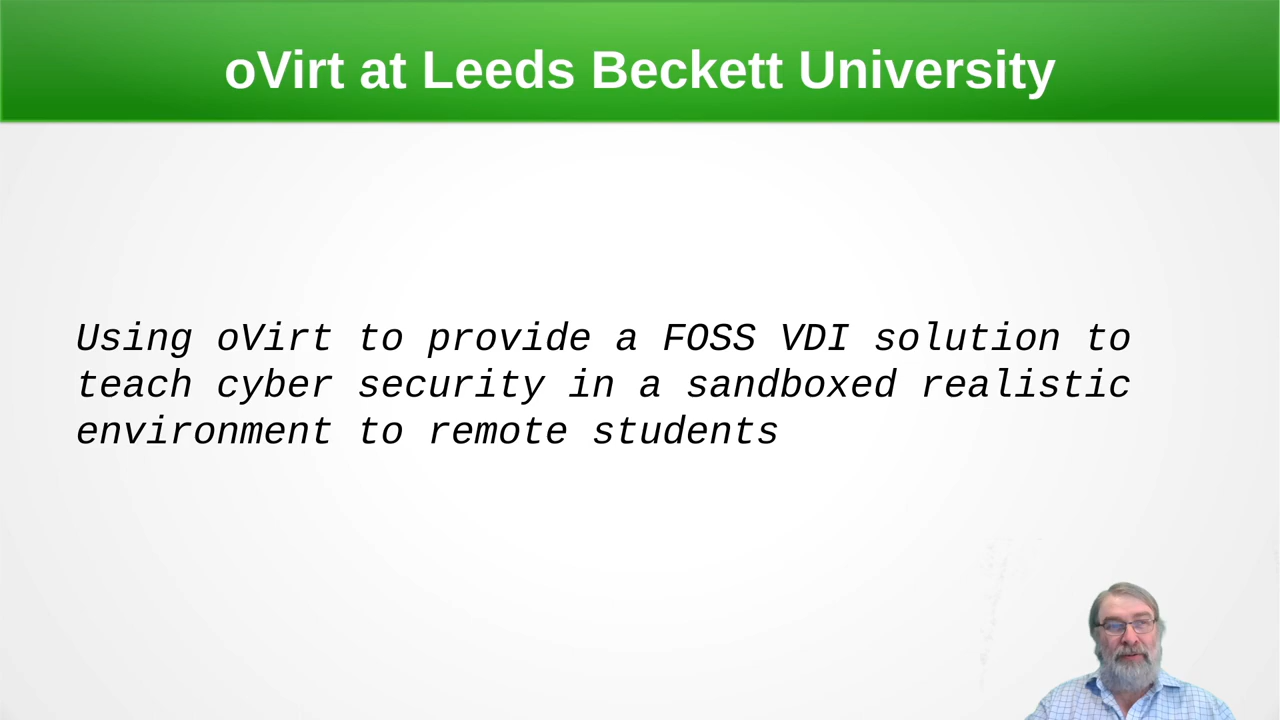 oVirt at Leeds Beckett University
Using oVirt to provide a FOSS VDI solution to
teach cyber security in a sandboxed realistic
environment to remote students